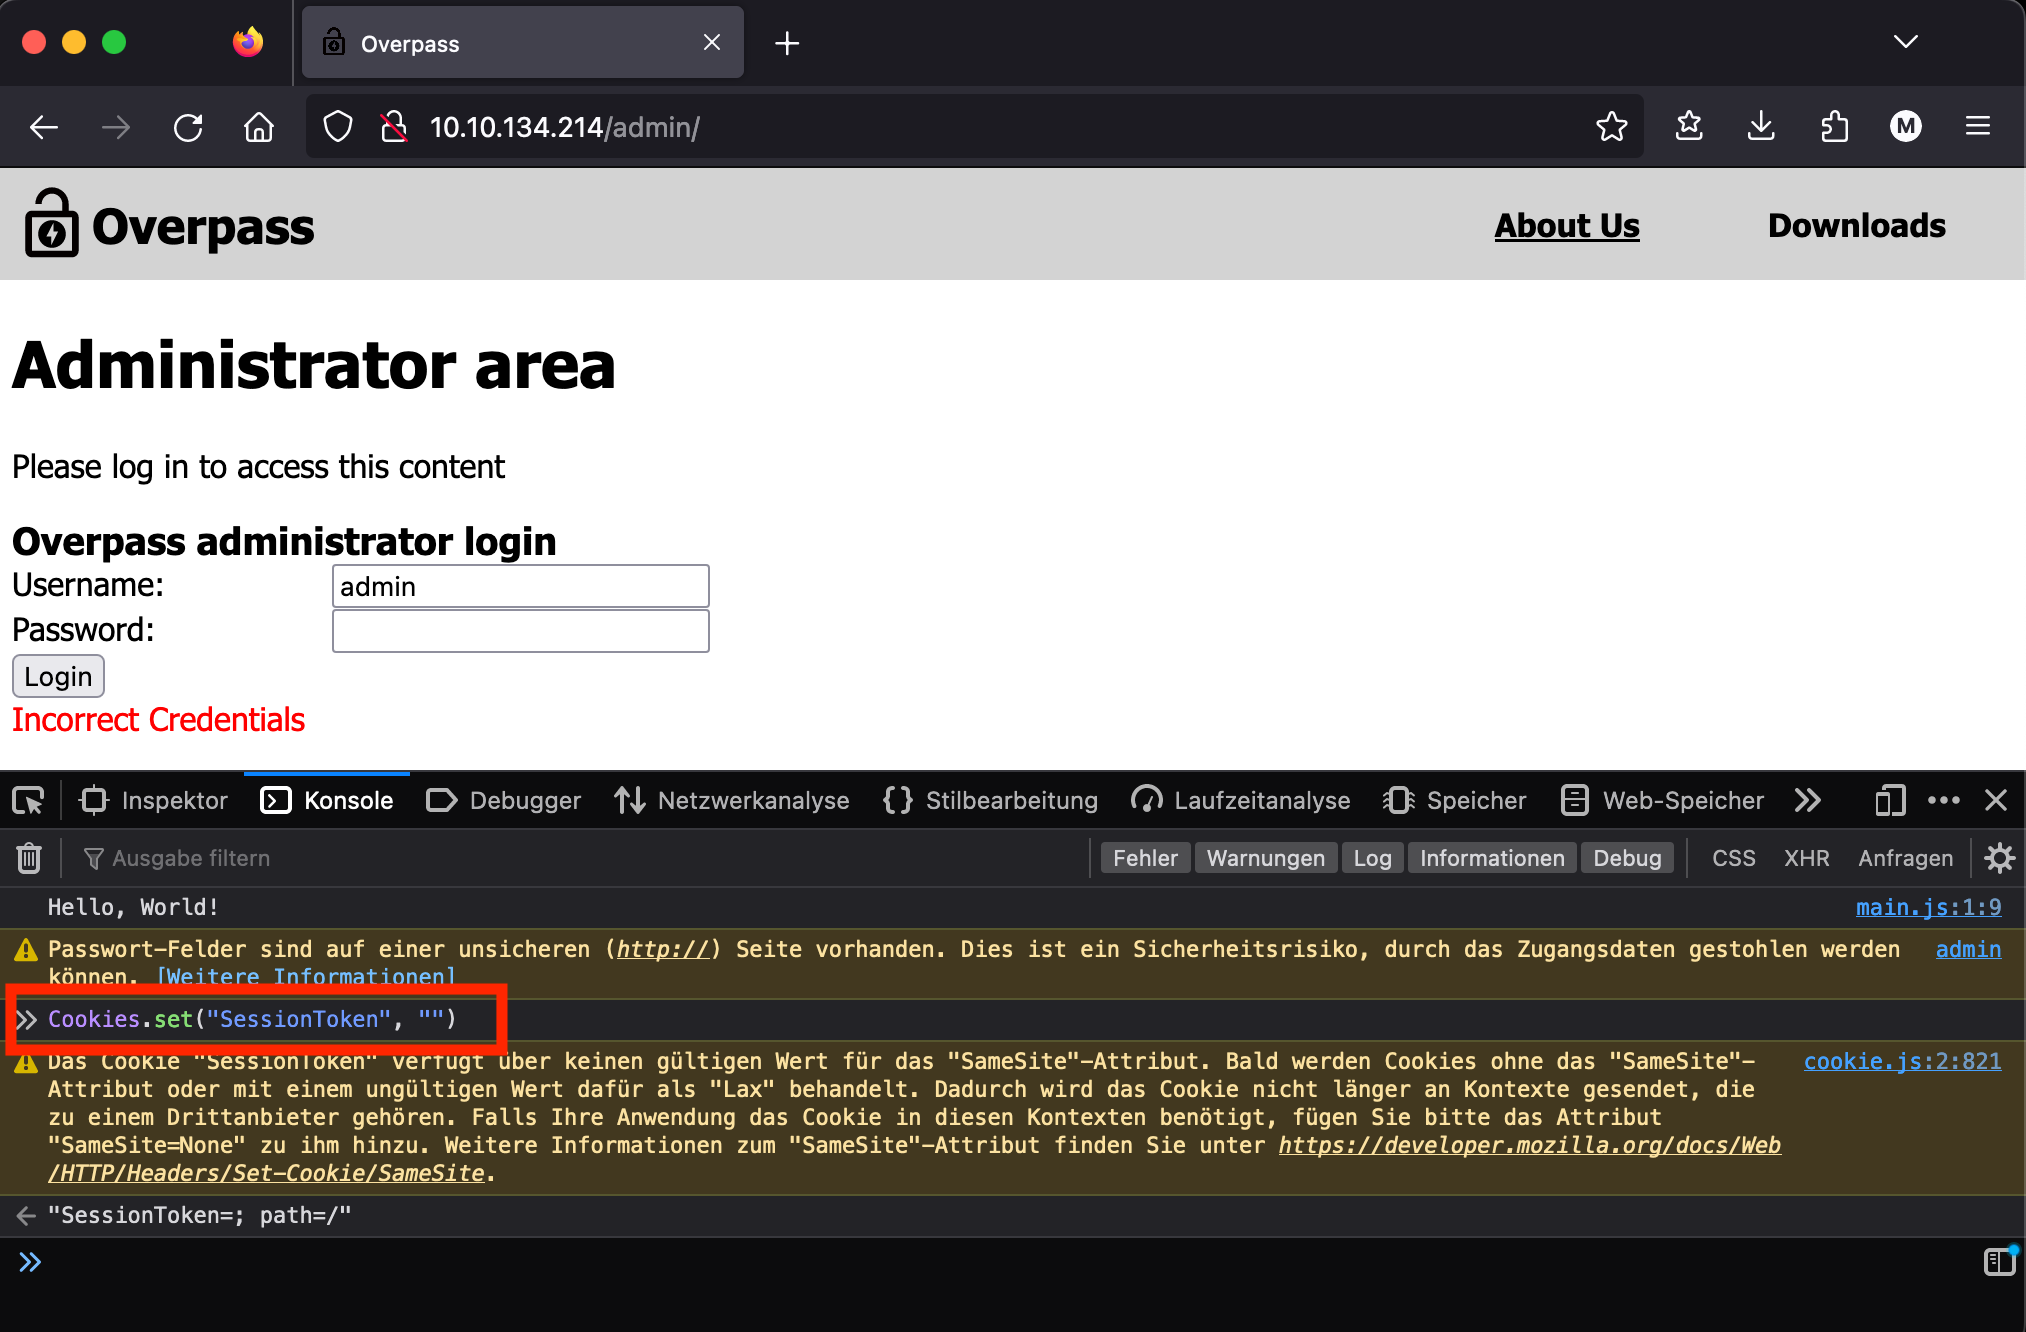 Overpass
10.10.134.214/admin/
M
Overpass
About Us
Downloads
Administrator area
Please log in to access this content
Overpass administrator login
Username:
admin
Password:
Login
Incorrect Credentials
Inspektor
Konsole
Debugger
Netzwerkanalyse
Stilbearbeitung
Laufzeitanalyse
Speicher
Web-Speicher
Ausgabe filtern
Fehler
Warnungen
Log
Informationen
Debug
CSS
XHR
Anfragen
Hello, World!
main.js:1:9
Passwort-Felder sind auf einer unsicheren (http://) Seite vorhanden. Dies ist ein Sicherheitsrisiko, durch das Zugangsdaten gestohlen werden
admin
können. [Weitere Informationen]
Cookies.set("SessionToken", "")
Das Cookie "SessionToken" verfügt über keinen gültigen Wert für das "SameSite"-Attribut. Bald werden Cookies ohne das "SameSite"-
cookie.js:2:821
Attribut oder mit einem ungültigen Wert dafür als "Lax" behandelt. Dadurch wird das Cookie nicht länger an Kontexte gesendet, die
zu einem Drittanbieter gehören. Falls Ihre Anwendung das Cookie in diesen Kontexten benötigt, fügen Sie bitte das Attribut
"SameSite=None" zu ihm hinzu. Weitere Informationen zum "SameSite"-Attribut finden Sie unter https://developer.mozilla.org/docs/Web
/HTTP/Headers/Set-Cookie/SameSite.
"SessionToken=; path=/"